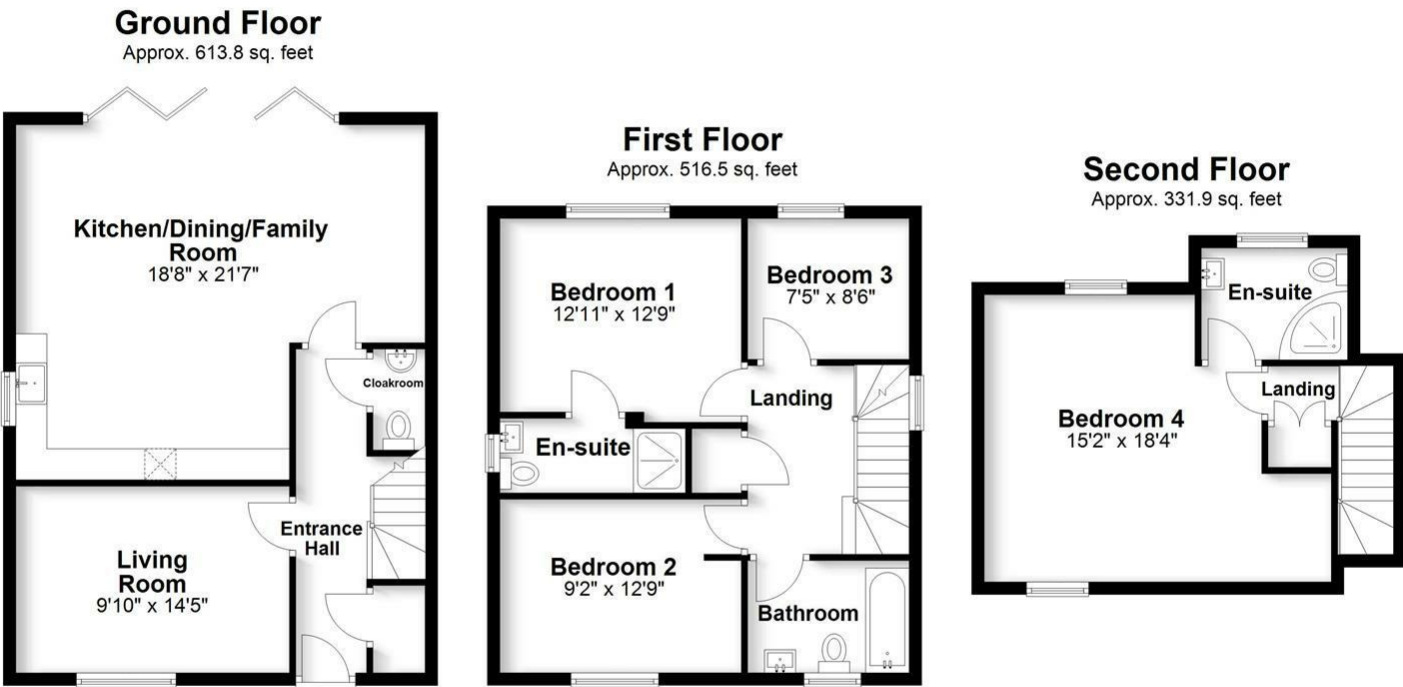 Ground Floor
Approx. 613.8 sq. feet
Kitchen/Dining/Family
Room
18'8" x 21'7"
Cloakroom
Entrance
Hall
Living
Room
9'10" x 14'5"
First Floor
Approx. 516.5 sq. feet
Bedroom 1
12'11" x 12'9"
Bedroom 3
7'5" x 8'6"
Landing
En-suite
Bedroom 2
9'2" x 12'9"
Bathroom
Second Floor
Approx. 331.9 sq. feet
En-suite
Landing
Bedroom 4
15'2" x 18'4"